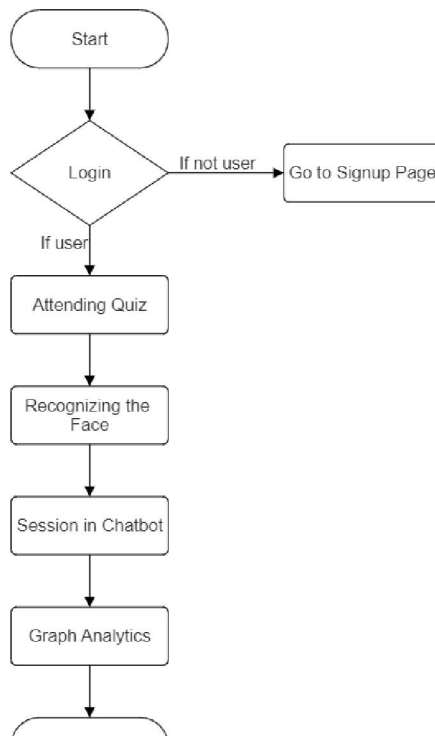 Start
Login
If not user
Go to Signup Page
If user
Attending Quiz
Recognizing the
Face
Session in Chatbot
Graph Analytics